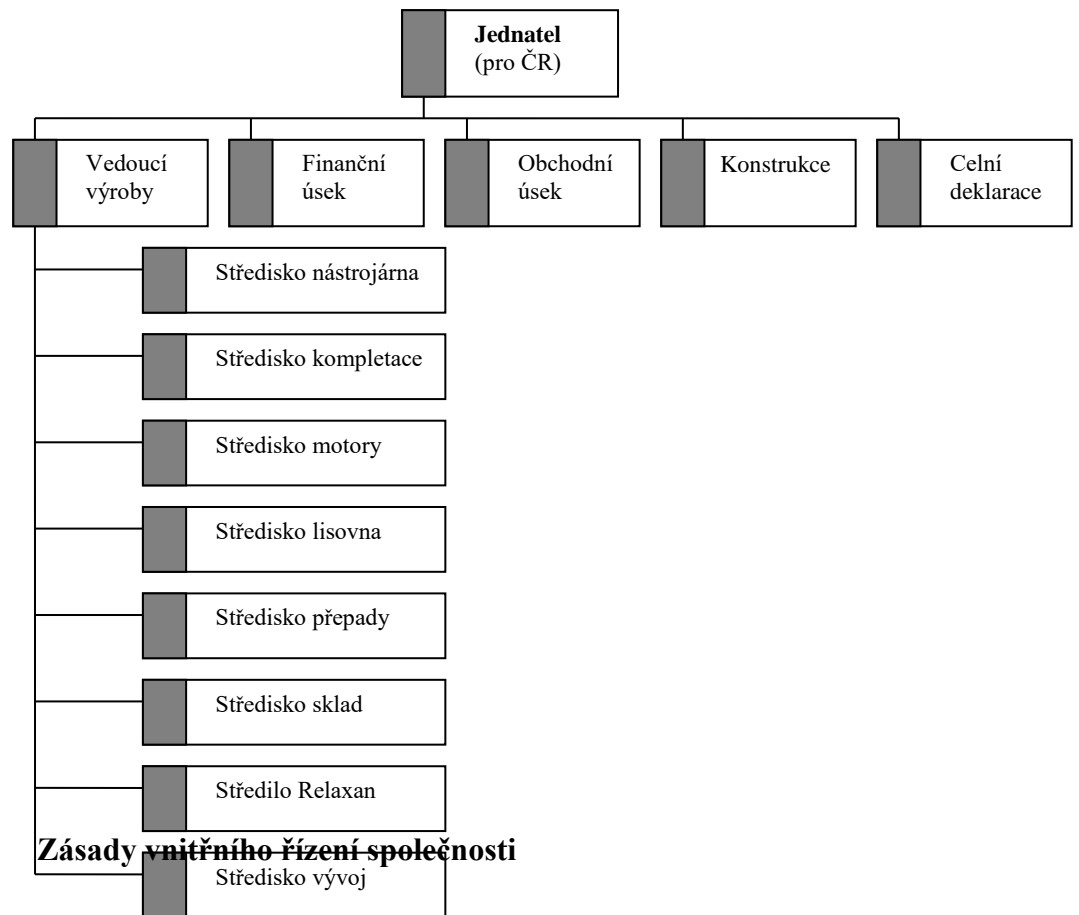 Jednatel
(pro ČR)
Vedoucí
výroby
Finanční
úsek
Obchodní
úsek
Konstrukce
Celní
deklarace
Středisko nástrojárna
Středisko kompletace
Středisko motory
Středisko lisovna
Středisko přepady
Středisko sklad
Středilo Relaxan
Zásady vnitřního řízení společnosti
Středisko vývoj